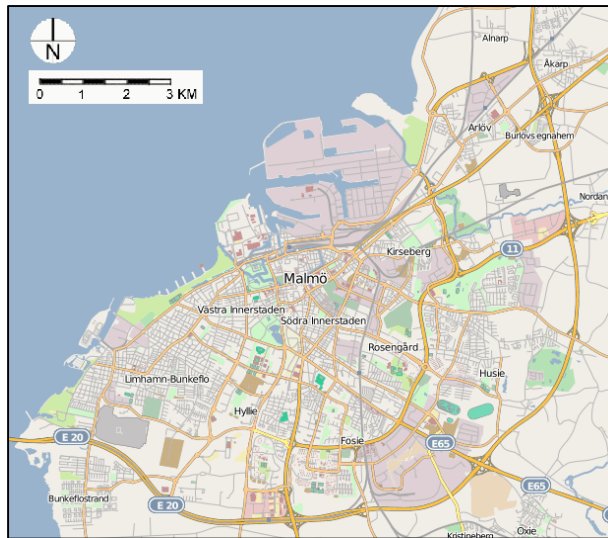 Alnarp
Åkarp
N
0 1 2 3 KM
Arlöv
Burlövs egnahem
Nordan
Kirseberg
11
Malmö
Västra Innerstaden
Södra Innerstaden
Rosengård
Husie
Limhamn-Bunkeflo
Hyllie
E 20
Fosie
E65
E65
Bunkeflostrand
E 20
Oxie
Kristineberg